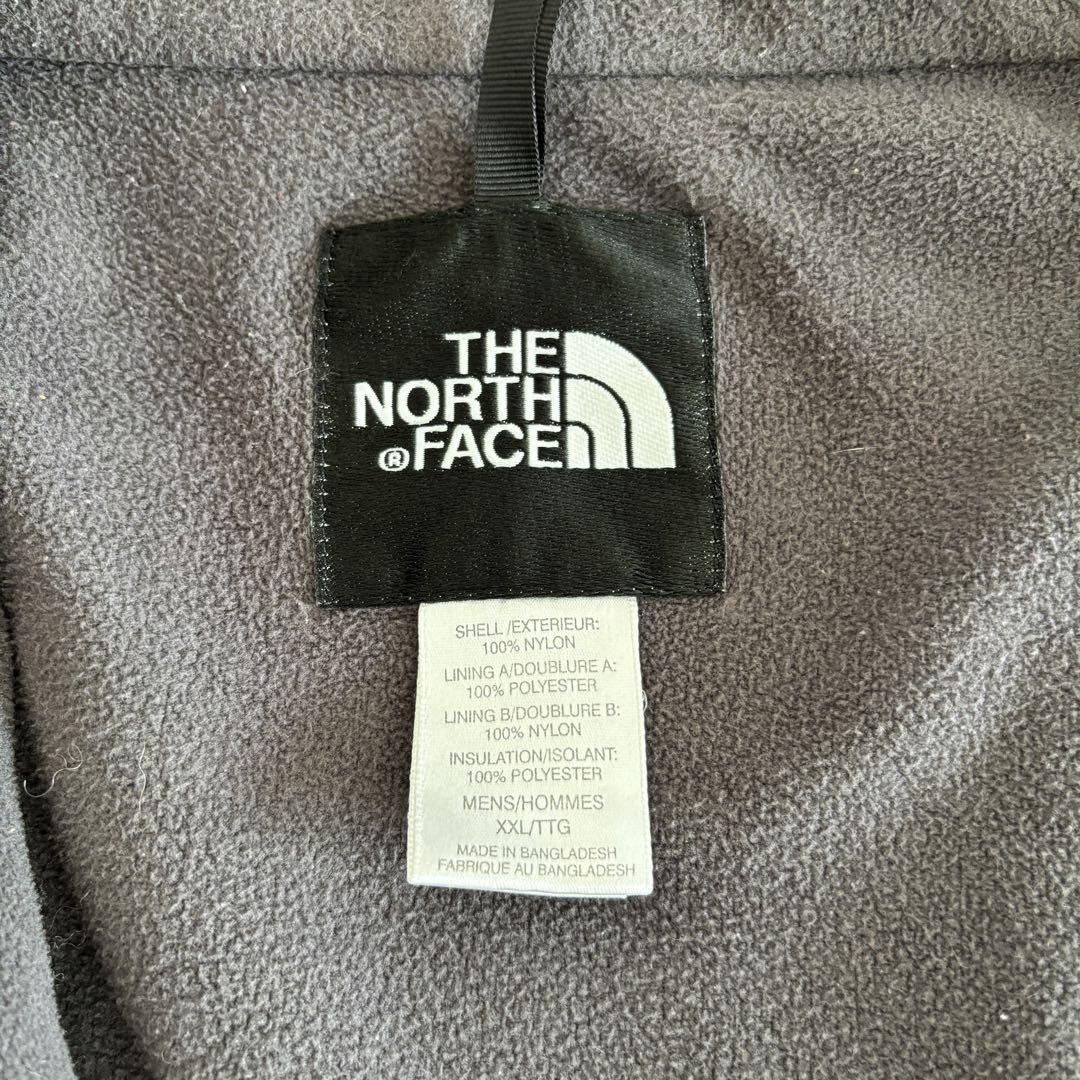 THE
NORTH
®FACE
SHELL /EXTERIEUR:
100% NYLON
LINING A/DOUBLURE A:
100% POLYESTER
LINING B/DOUBLURE B:
100% NYLON
INSULATION/ISOLANT:
100% POLYESTER
MENS/HOMMES
XXL/TTG
MADE IN BANGLADESH
FABRIQUE AU BANGLADESH